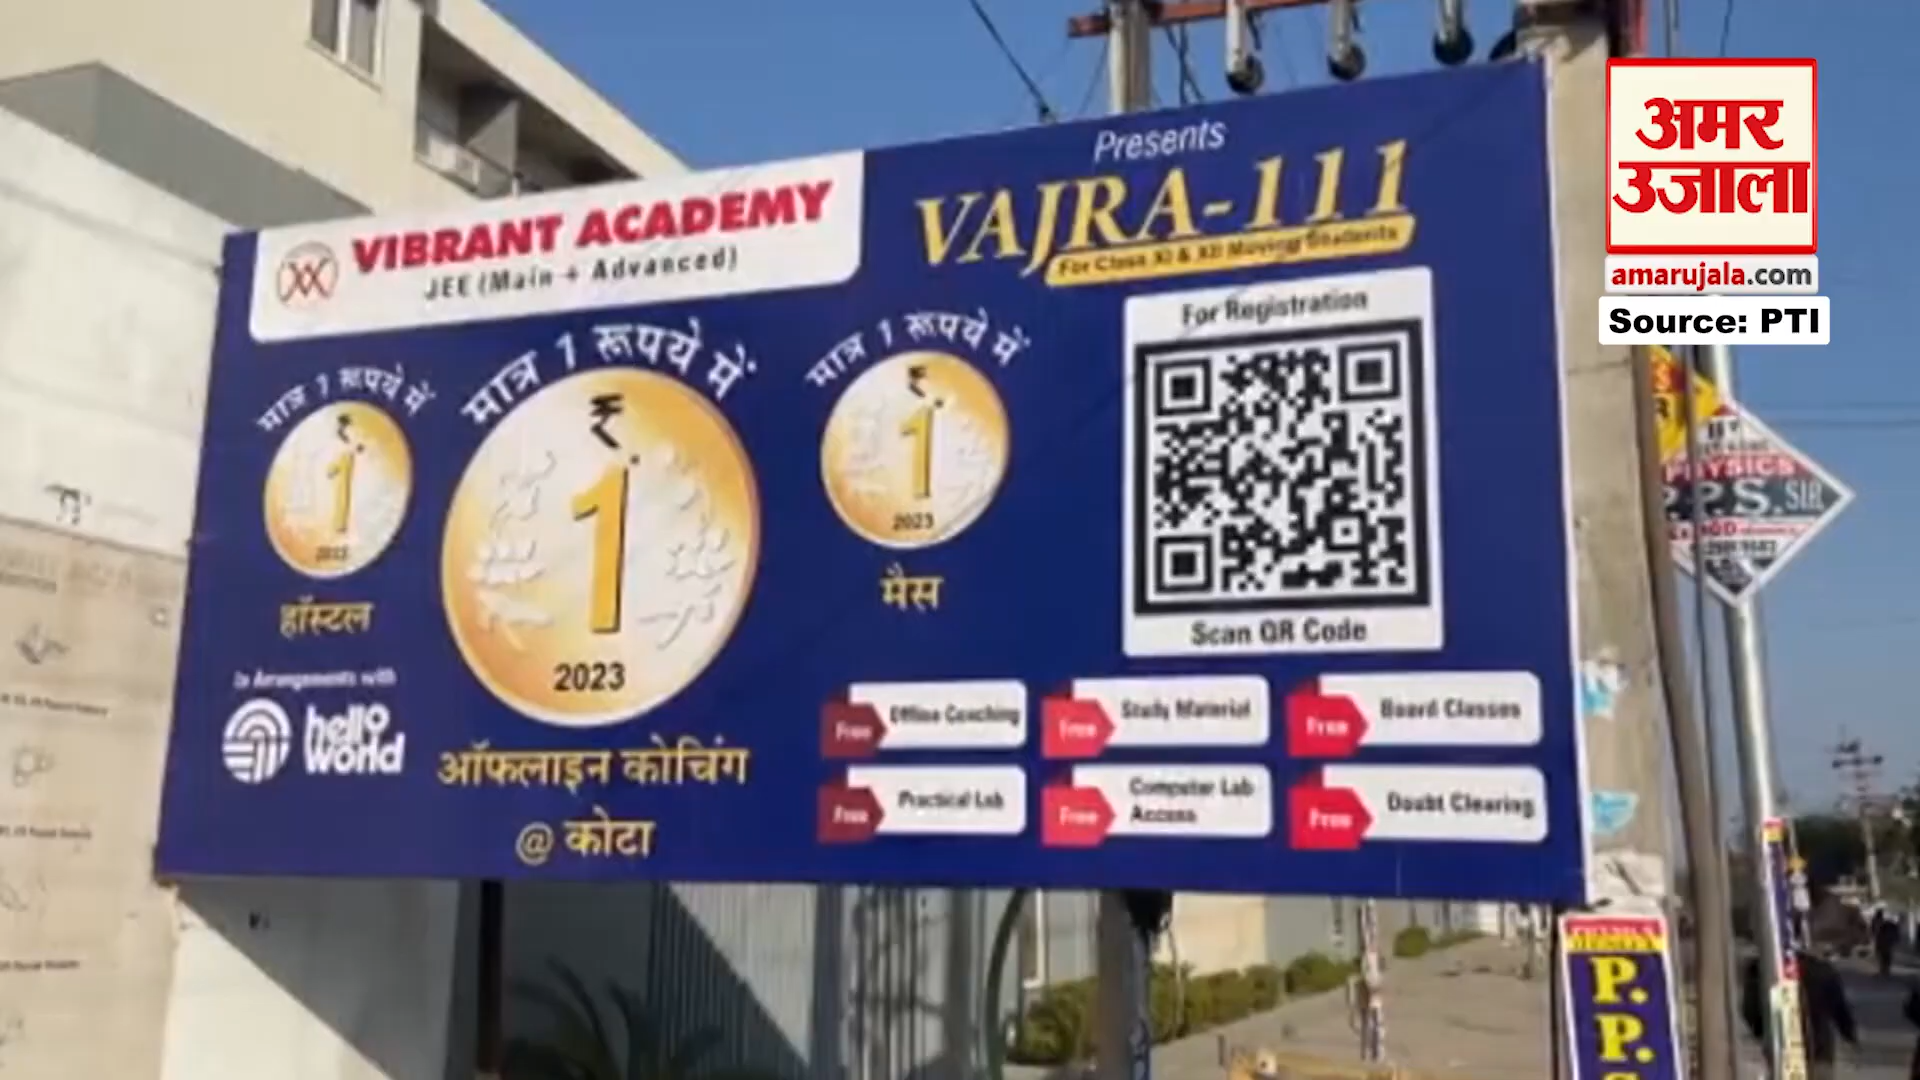 अमर
उजाला
amarujala.com
Source: PTI
VIBRANT ACADEMY
JEE (Main + Advanced)
Presents
VAJRA-111
For Class XI & XII Moving Students
मात्र 1 रूपये में
₹.
1
2023
हॉस्टल
मात्र 1 रूपये में
₹.
1
2023
ऑफलाइन कोचिंग
@ कोटा
मात्र 1 रूपये में
₹.
1
2023
मैस
In Arrangements with
hello
world
For Registration
Scan QR Code
Free Offline Coaching
Free Study Material
Free Board Classes
Free Practical Lab
Free Computer Lab
Access
Free Doubt Clearing
PHYSICS
P.P.S. SIR
P.
P.